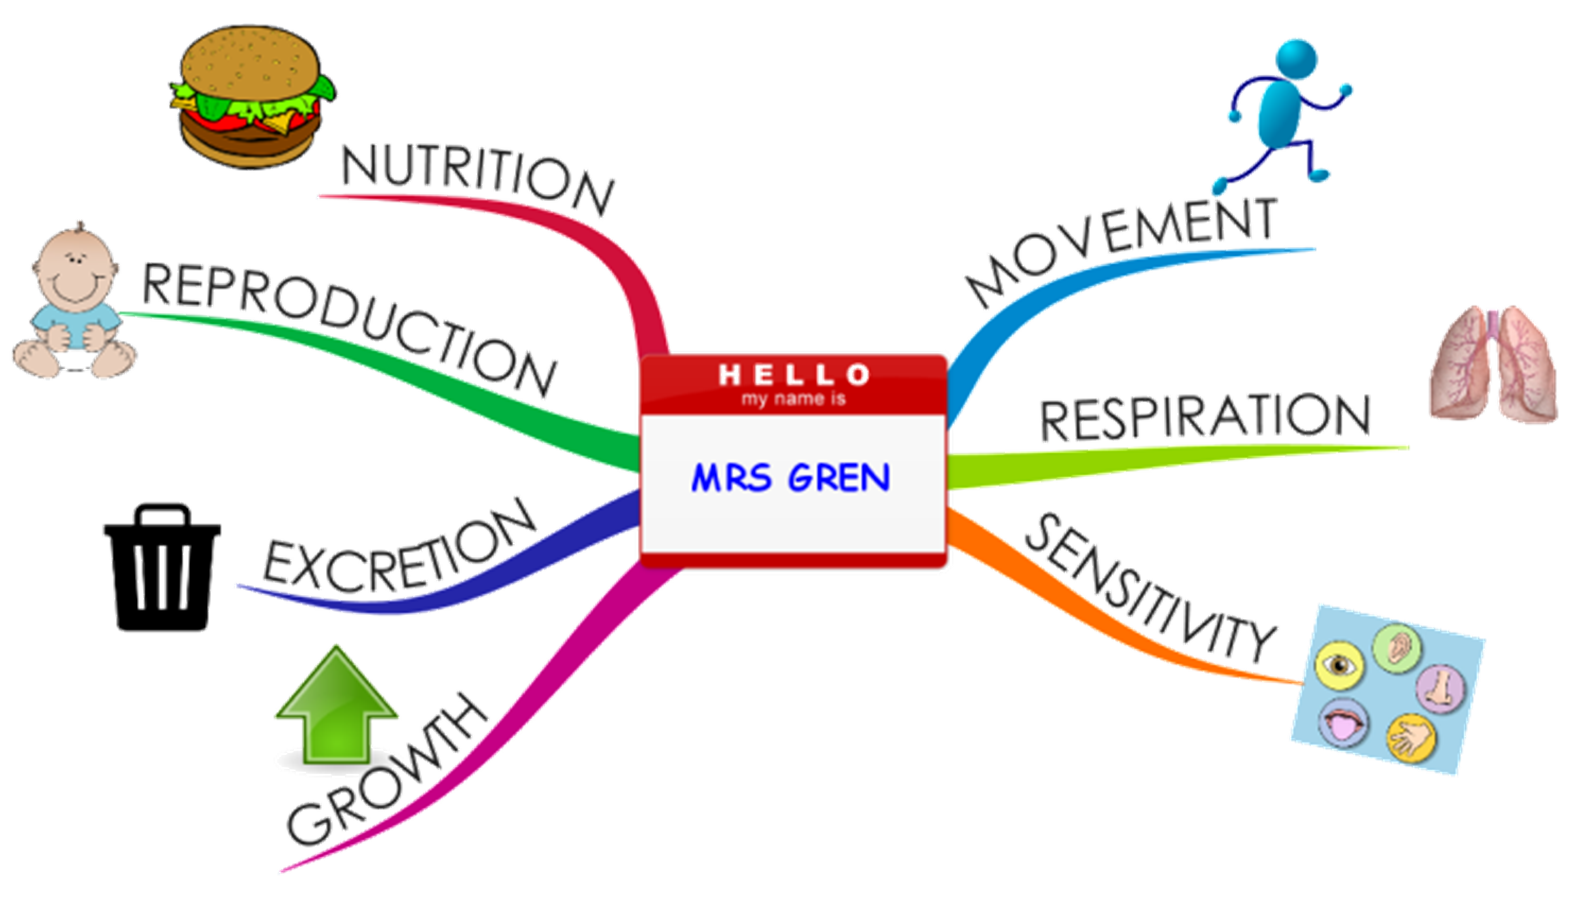 HELLO
my name is
MRS GREN
MOVEMENT
RESPIRATION
SENSITIVITY
GROWTH
EXCRETION
REPRODUCTION
NUTRITION